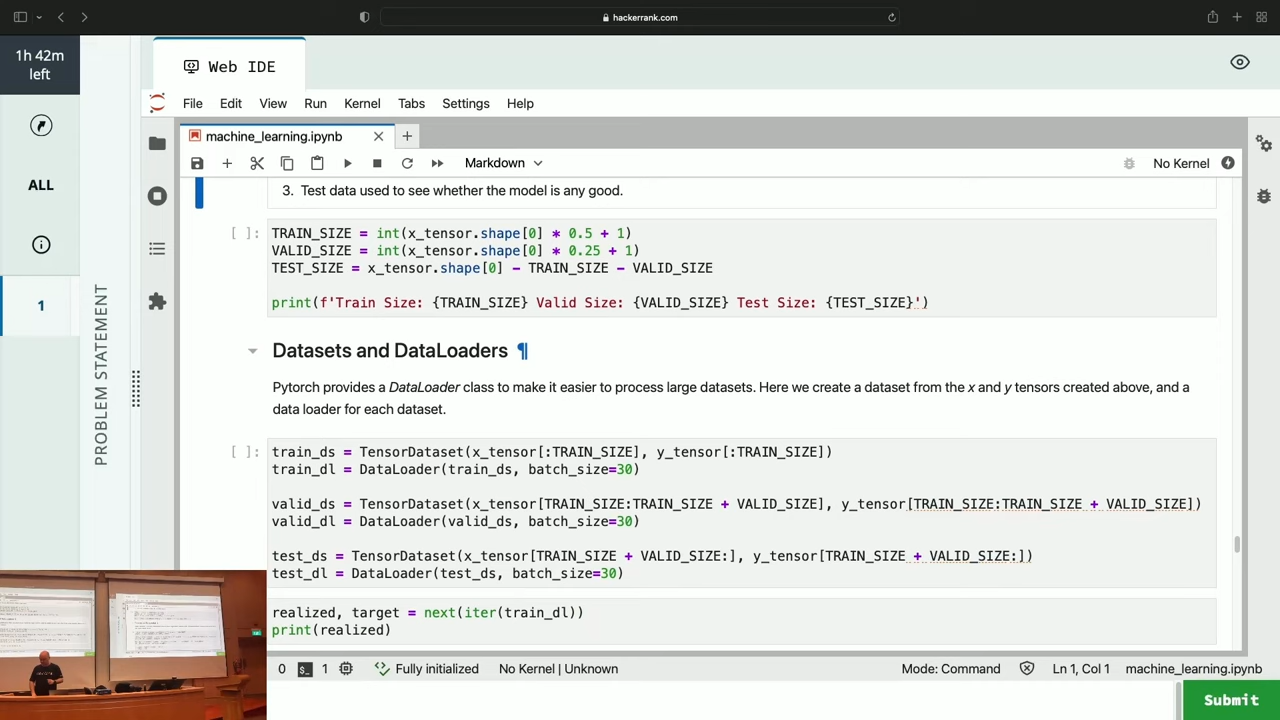 hackerrank.com
1h 42m
left
Web IDE
File Edit View Run Kernel Tabs Settings Help
machine_learning.ipynb
Markdown
No Kernel
ALL
1
PROBLEM STATEMENT
3. Test data used to see whether the model is any good.
[ ]: TRAIN_SIZE = int(x_tensor.shape[0] * 0.5 + 1)
VALID_SIZE = int(x_tensor.shape[0] * 0.25 + 1)
TEST_SIZE = x_tensor.shape[0] - TRAIN_SIZE - VALID_SIZE
print(f'Train Size: {TRAIN_SIZE} Valid Size: {VALID_SIZE} Test Size: {TEST_SIZE}')
Datasets and DataLoaders ¶
Pytorch provides a DataLoader class to make it easier to process large datasets. Here we create a dataset from the x and y tensors created above, and a
data loader for each dataset.
[ ]: train_ds = TensorDataset(x_tensor[:TRAIN_SIZE], y_tensor[:TRAIN_SIZE])
train_dl = DataLoader(train_ds, batch_size=30)
valid_ds = TensorDataset(x_tensor[TRAIN_SIZE:TRAIN_SIZE + VALID_SIZE], y_tensor[TRAIN_SIZE:TRAIN_SIZE + VALID_SIZE])
valid_dl = DataLoader(valid_ds, batch_size=30)
test_ds = TensorDataset(x_tensor[TRAIN_SIZE + VALID_SIZE:], y_tensor[TRAIN_SIZE + VALID_SIZE:])
test_dl = DataLoader(test_ds, batch_size=30)
realized, target = next(iter(train_dl))
print(realized)
0 1 Fully initialized No Kernel | Unknown Mode: Command Ln 1, Col 1 machine_learning.ipynb
Submit